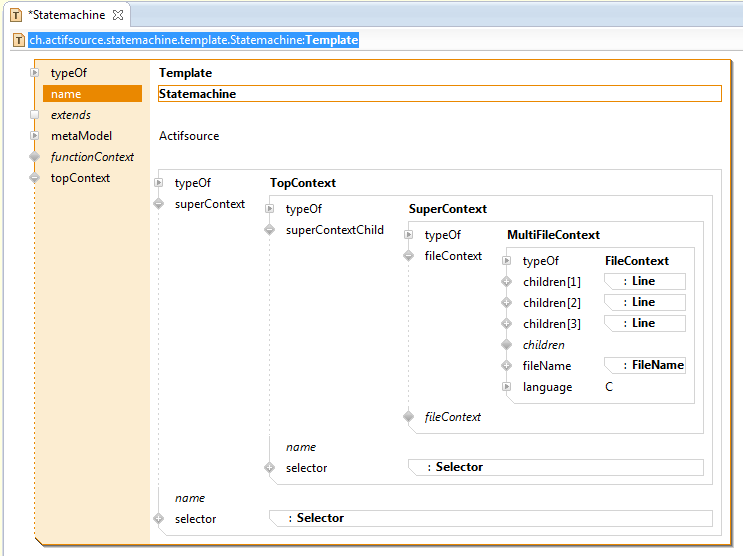 *Statemachine
ch.actifsource.statemachine.template.Statemachine:Template
typeOf Template
name Statemachine
extends
metaModel Actifsource
functionContext
topContext
typeOf TopContext
superContext
typeOf SuperContext
superContextChild
typeOf MultiFileContext
fileContext
typeOf FileContext
children[1] : Line
children[2] : Line
children[3] : Line
children
fileName : FileName
language C
fileContext
name
selector : Selector
name
selector : Selector